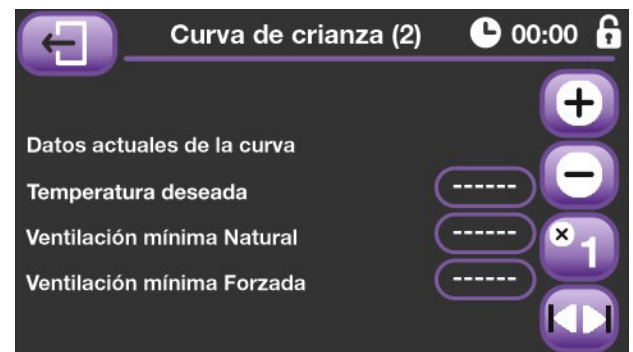 Curva de crianza (2) 00:00
Datos actuales de la curva
Temperatura deseada ------
Ventilación mínima Natural ------
Ventilación mínima Forzada ------
×1